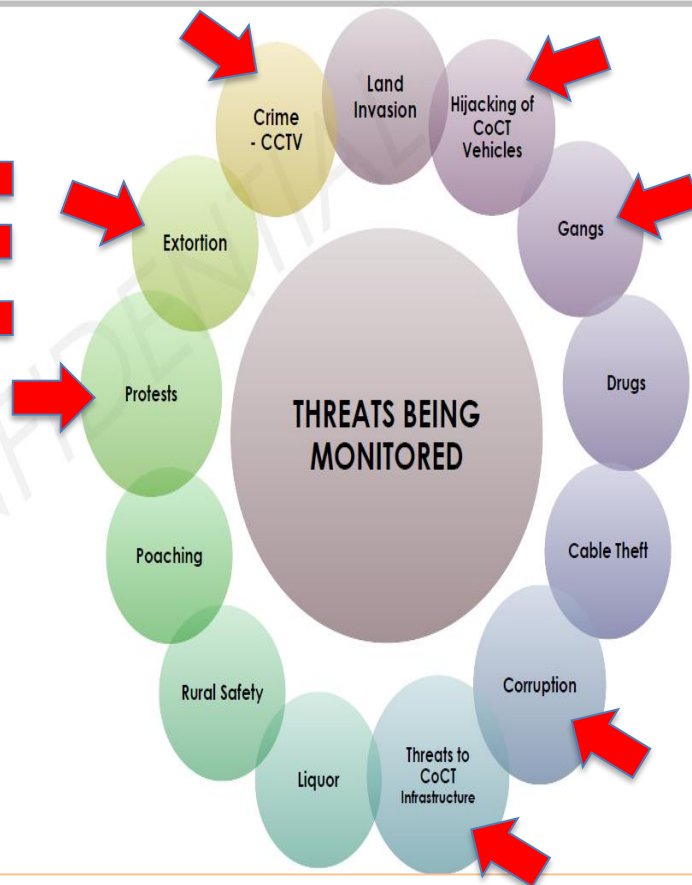 Land
Invasion
Hijacking of
CoCT
Vehicles
Gangs
Drugs
Cable Theft
Corruption
Threats to
CoCT
Infrastructure
Liquor
Rural Safety
Poaching
Protests
Extortion
Crime
- CCTV
THREATS BEING
MONITORED